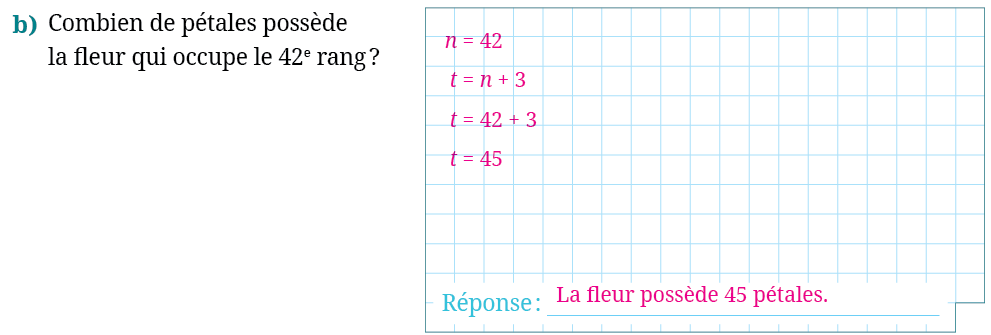 b) Combien de pétales possède
la fleur qui occupe le 42ᵉ rang ?
n = 42
t = n + 3
t = 42 + 3
t = 45
Réponse : La fleur possède 45 pétales.